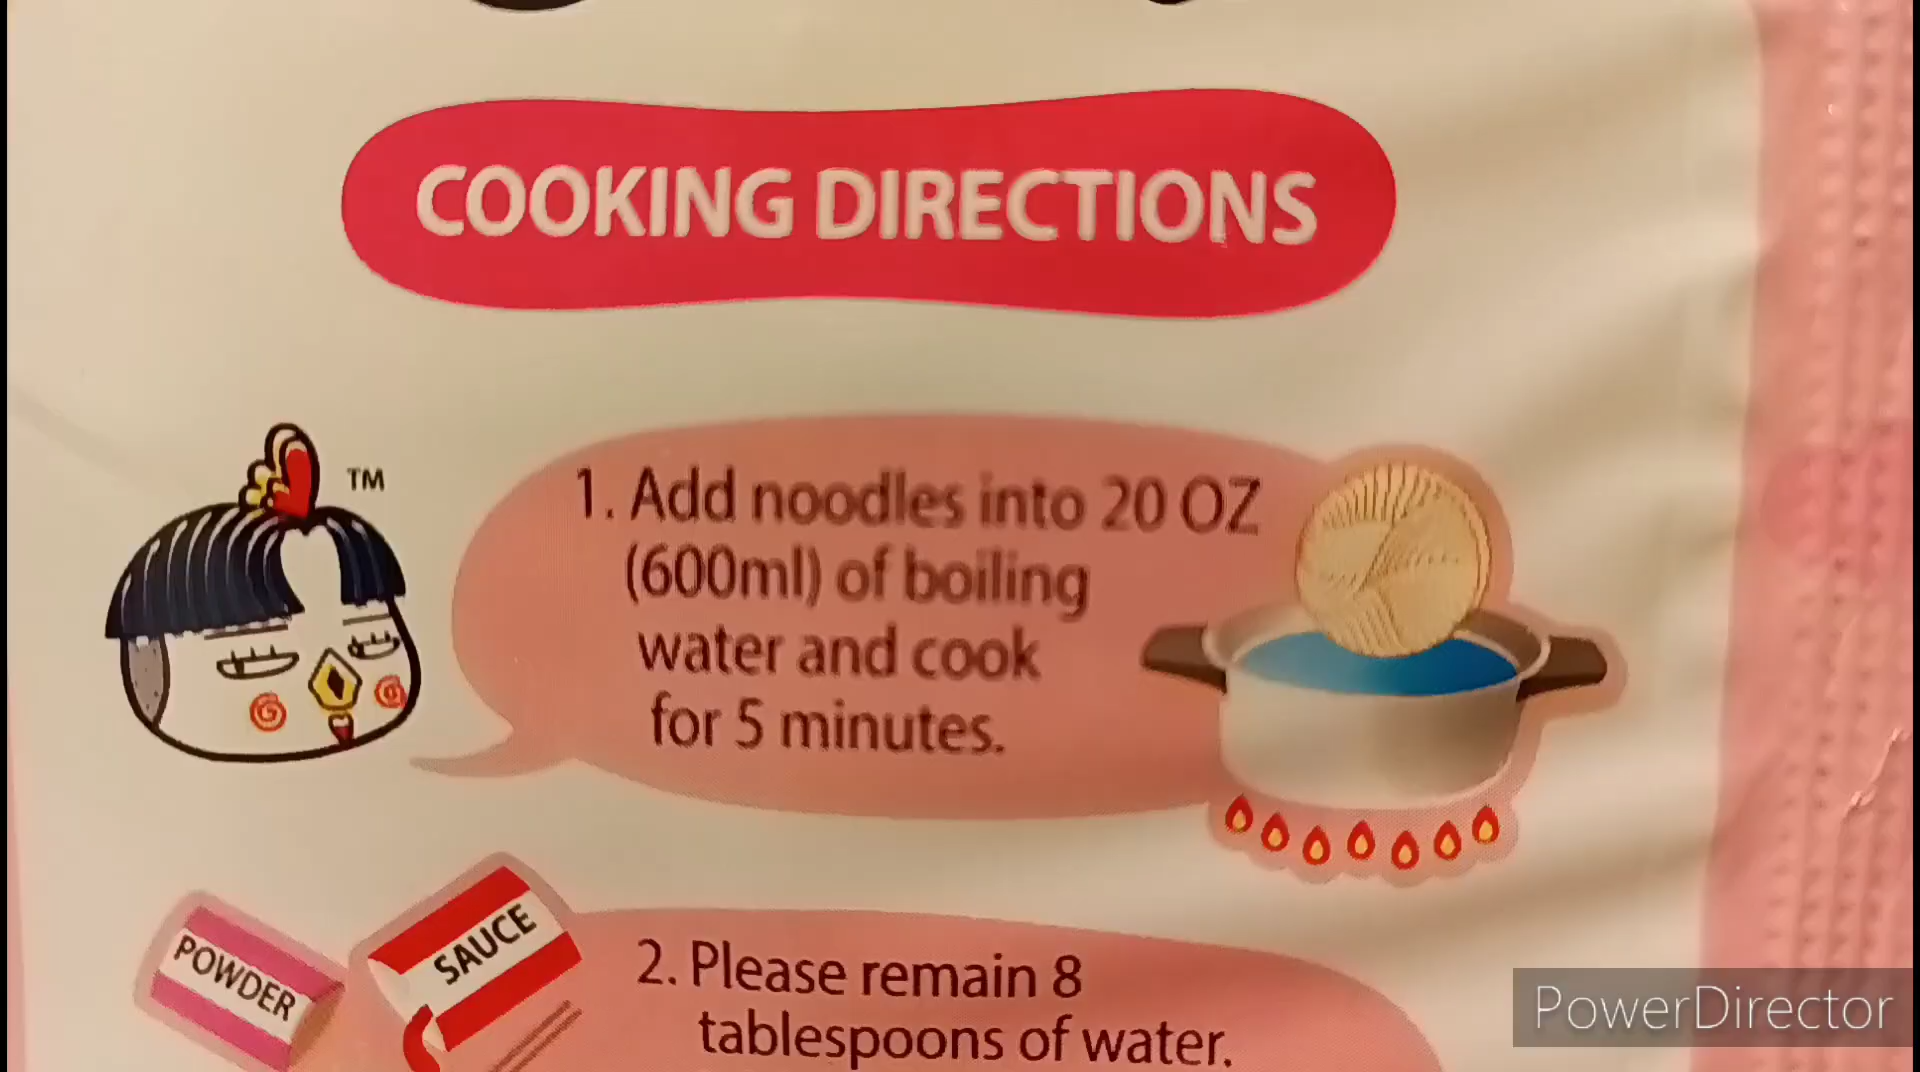 COOKING DIRECTIONS
TM
1. Add noodles into 20 OZ
(600ml) of boiling
water and cook
for 5 minutes.
POWDER
SAUCE
2. Please remain 8
tablespoons of water.
PowerDirector